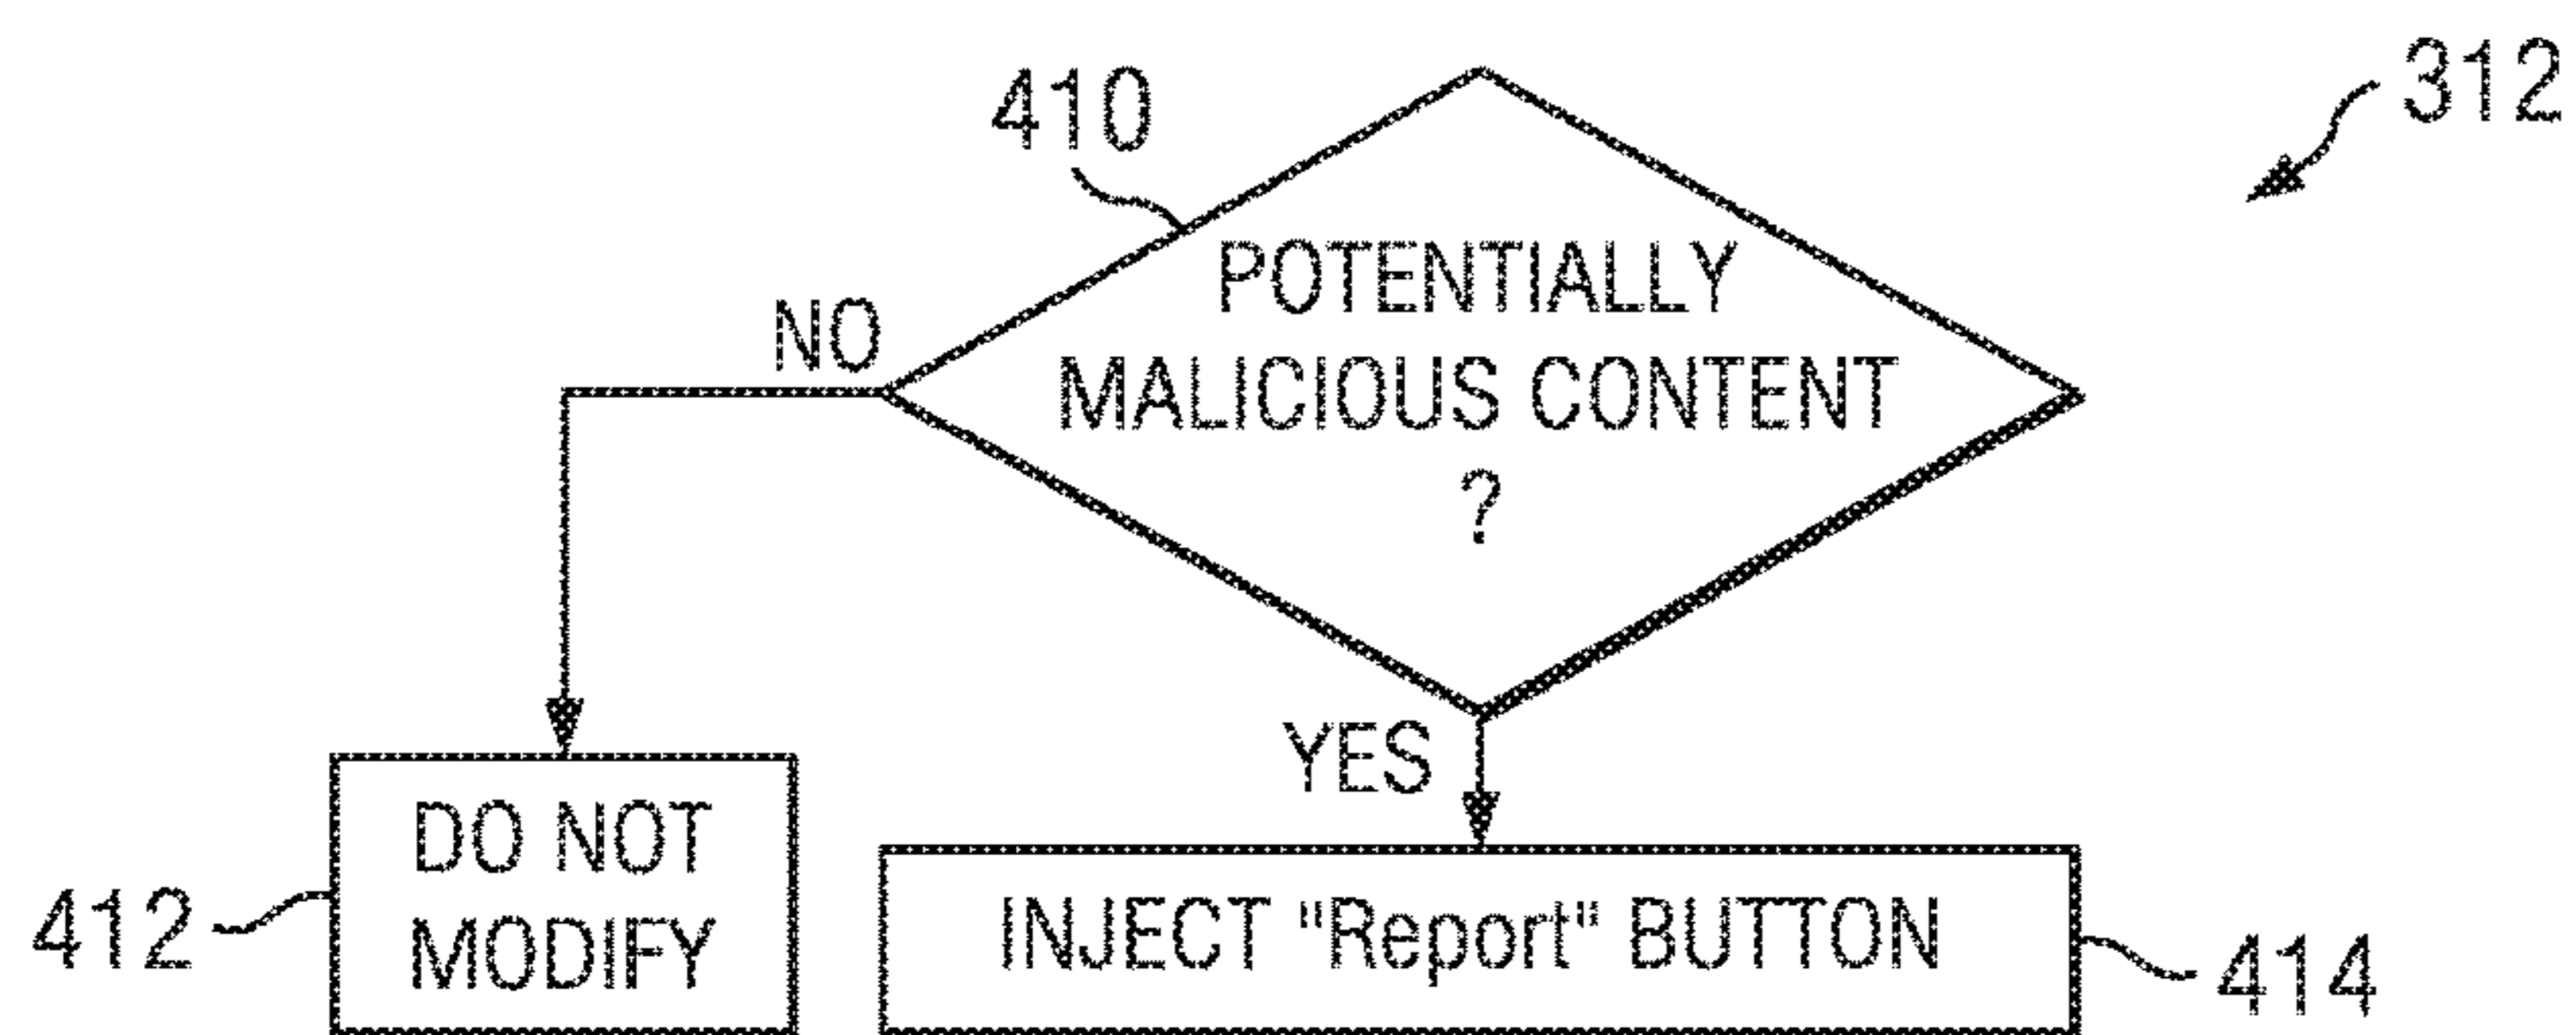 312
410
POTENTIALLY
MALICIOUS CONTENT
?
NO
YES
DO NOT
MODIFY
412
INJECT "Report" BUTTON
414